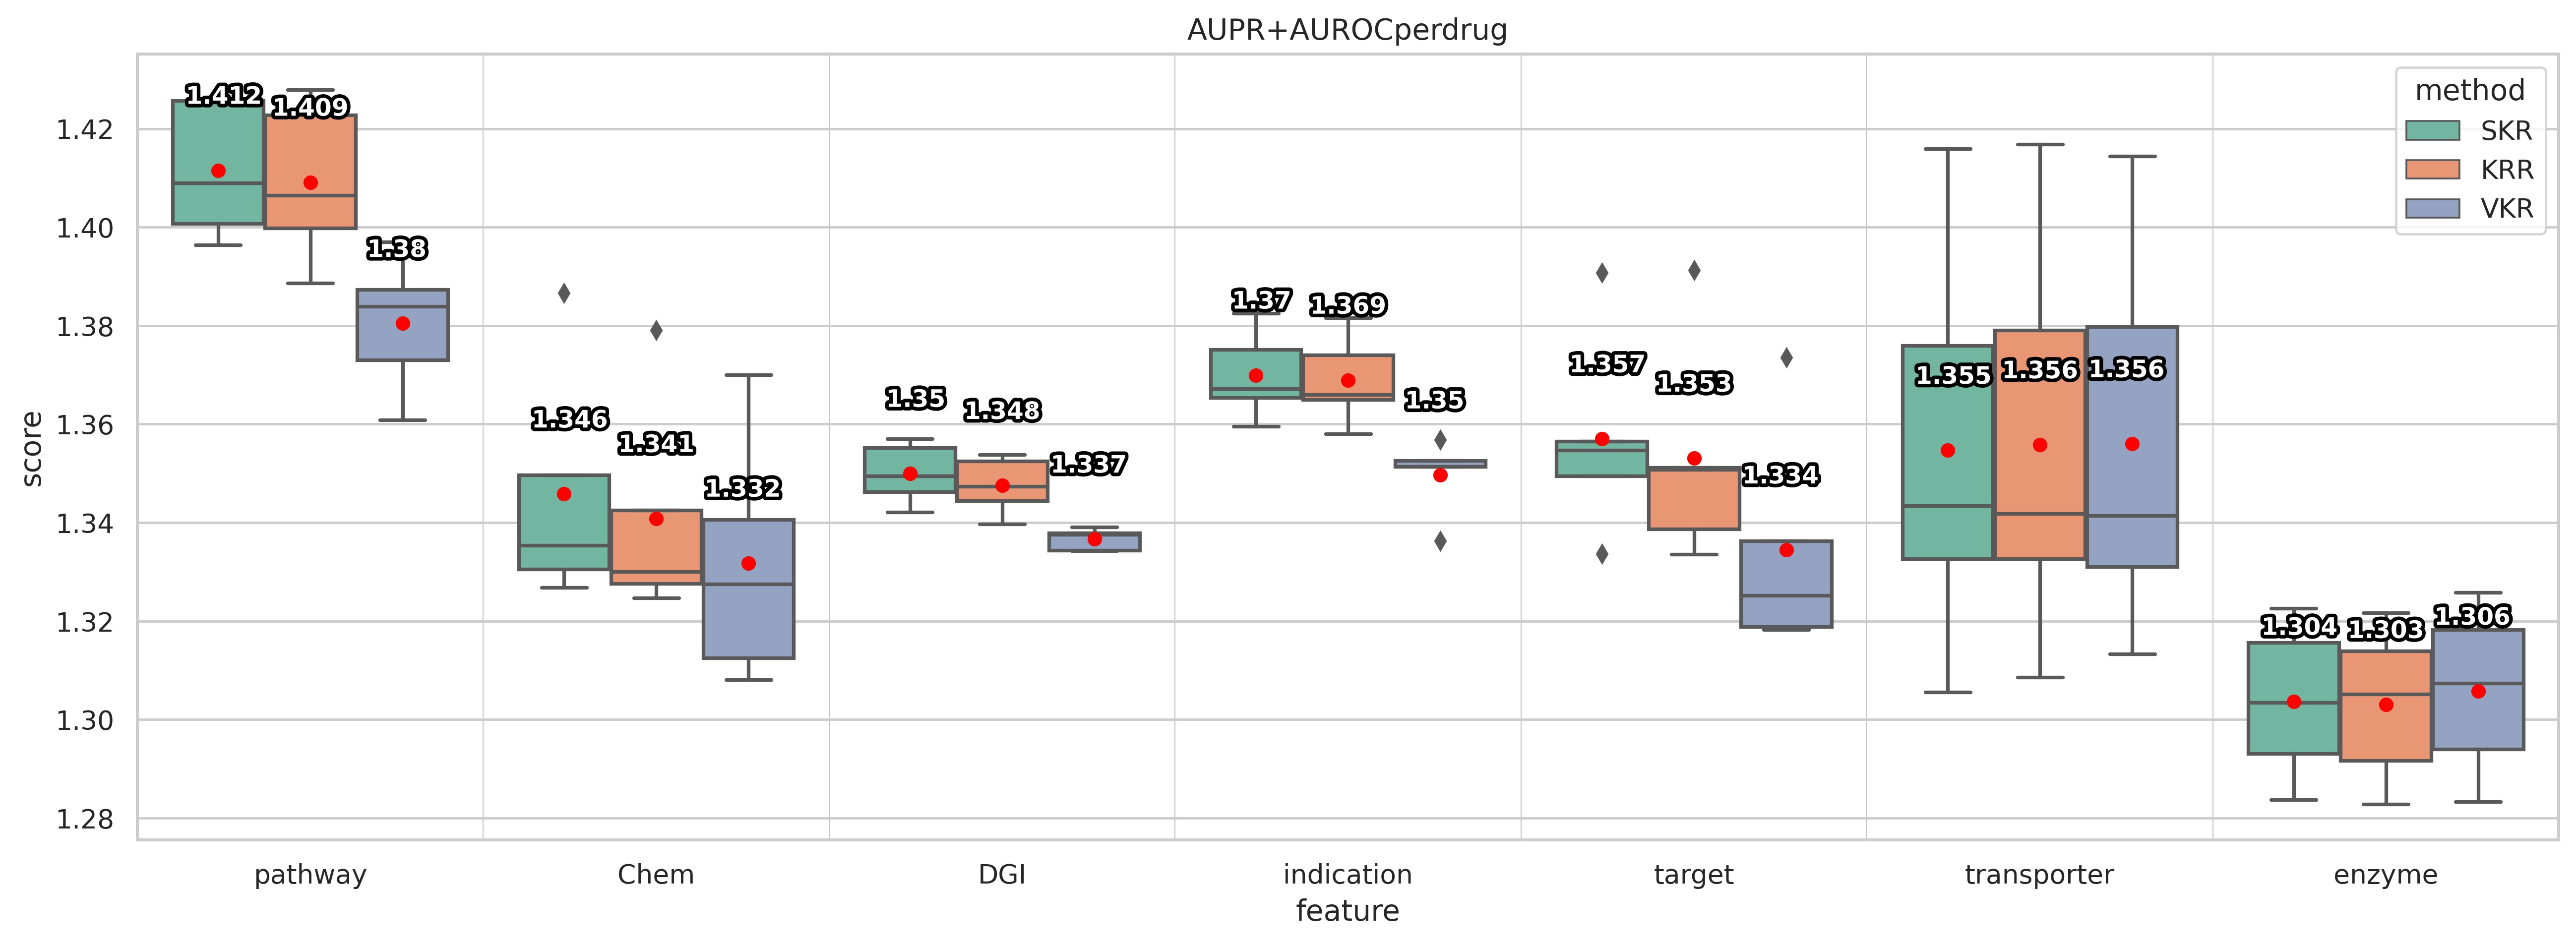 AUPR+AUROCperdrug
method
SKR
KRR
VKR
score
1.42
1.40
1.38
1.36
1.34
1.32
1.30
1.28
1.412
1.409
1.38
1.346
1.341
1.332
1.35
1.348
1.337
1.37
1.369
1.35
1.357
1.353
1.334
1.355
1.356
1.356
1.304
1.303
1.306
pathway
Chem
DGI
indication
target
transporter
enzyme
feature